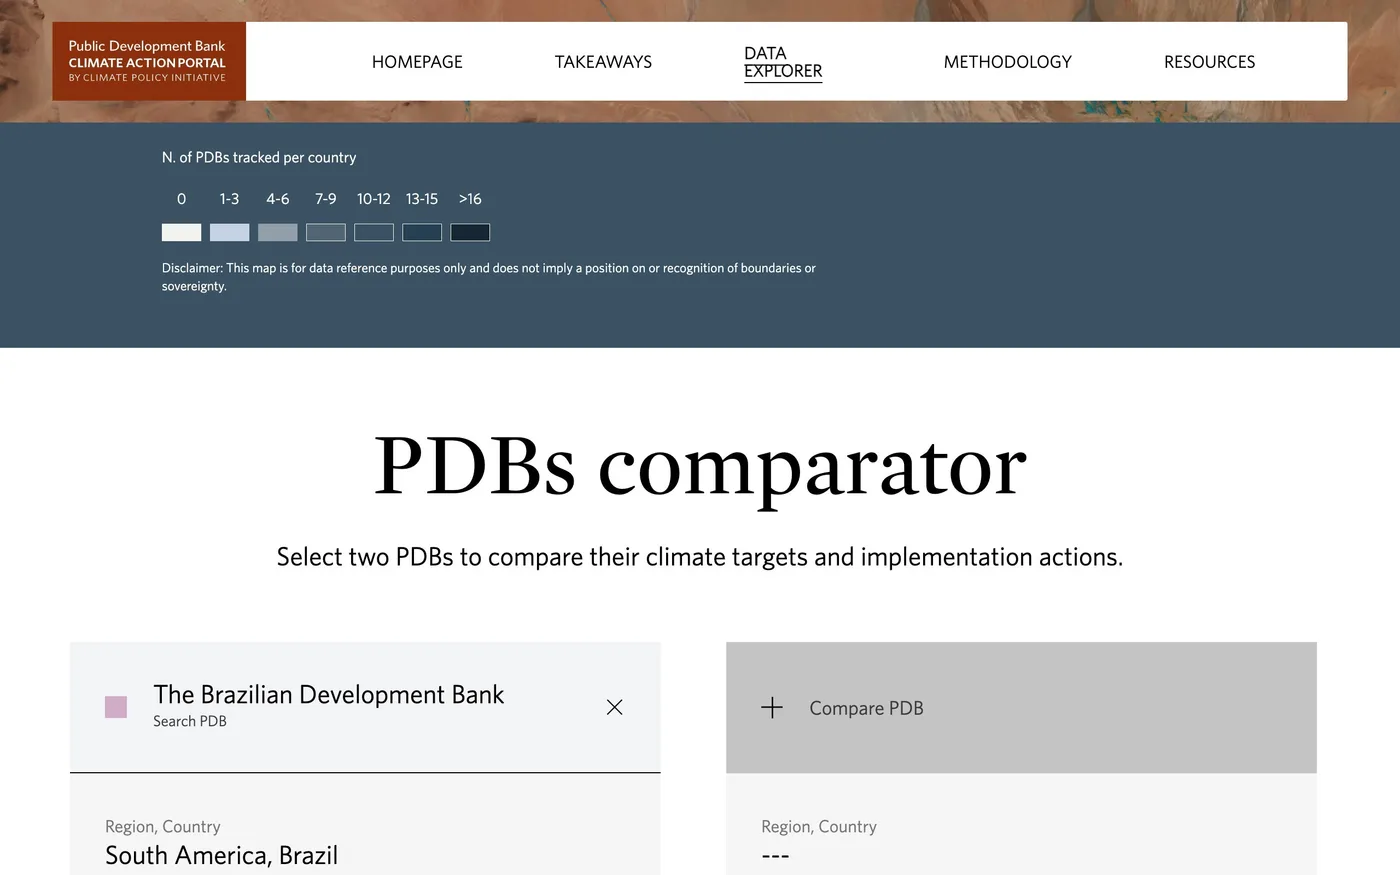 Public Development Bank
CLIMATE ACTION PORTAL
BY CLIMATE POLICY INITIATIVE
HOMEPAGE
TAKEAWAYS
DATA
EXPLORER
METHODOLOGY
RESOURCES
N. of PDBs tracked per country
0 1-3 4-6 7-9 10-12 13-15 >16
Disclaimer: This map is for data reference purposes only and does not imply a position on or recognition of boundaries or
sovereignty.
PDBs comparator
Select two PDBs to compare their climate targets and implementation actions.
The Brazilian Development Bank
Search PDB
Region, Country
South America, Brazil
Compare PDB
Region, Country
---